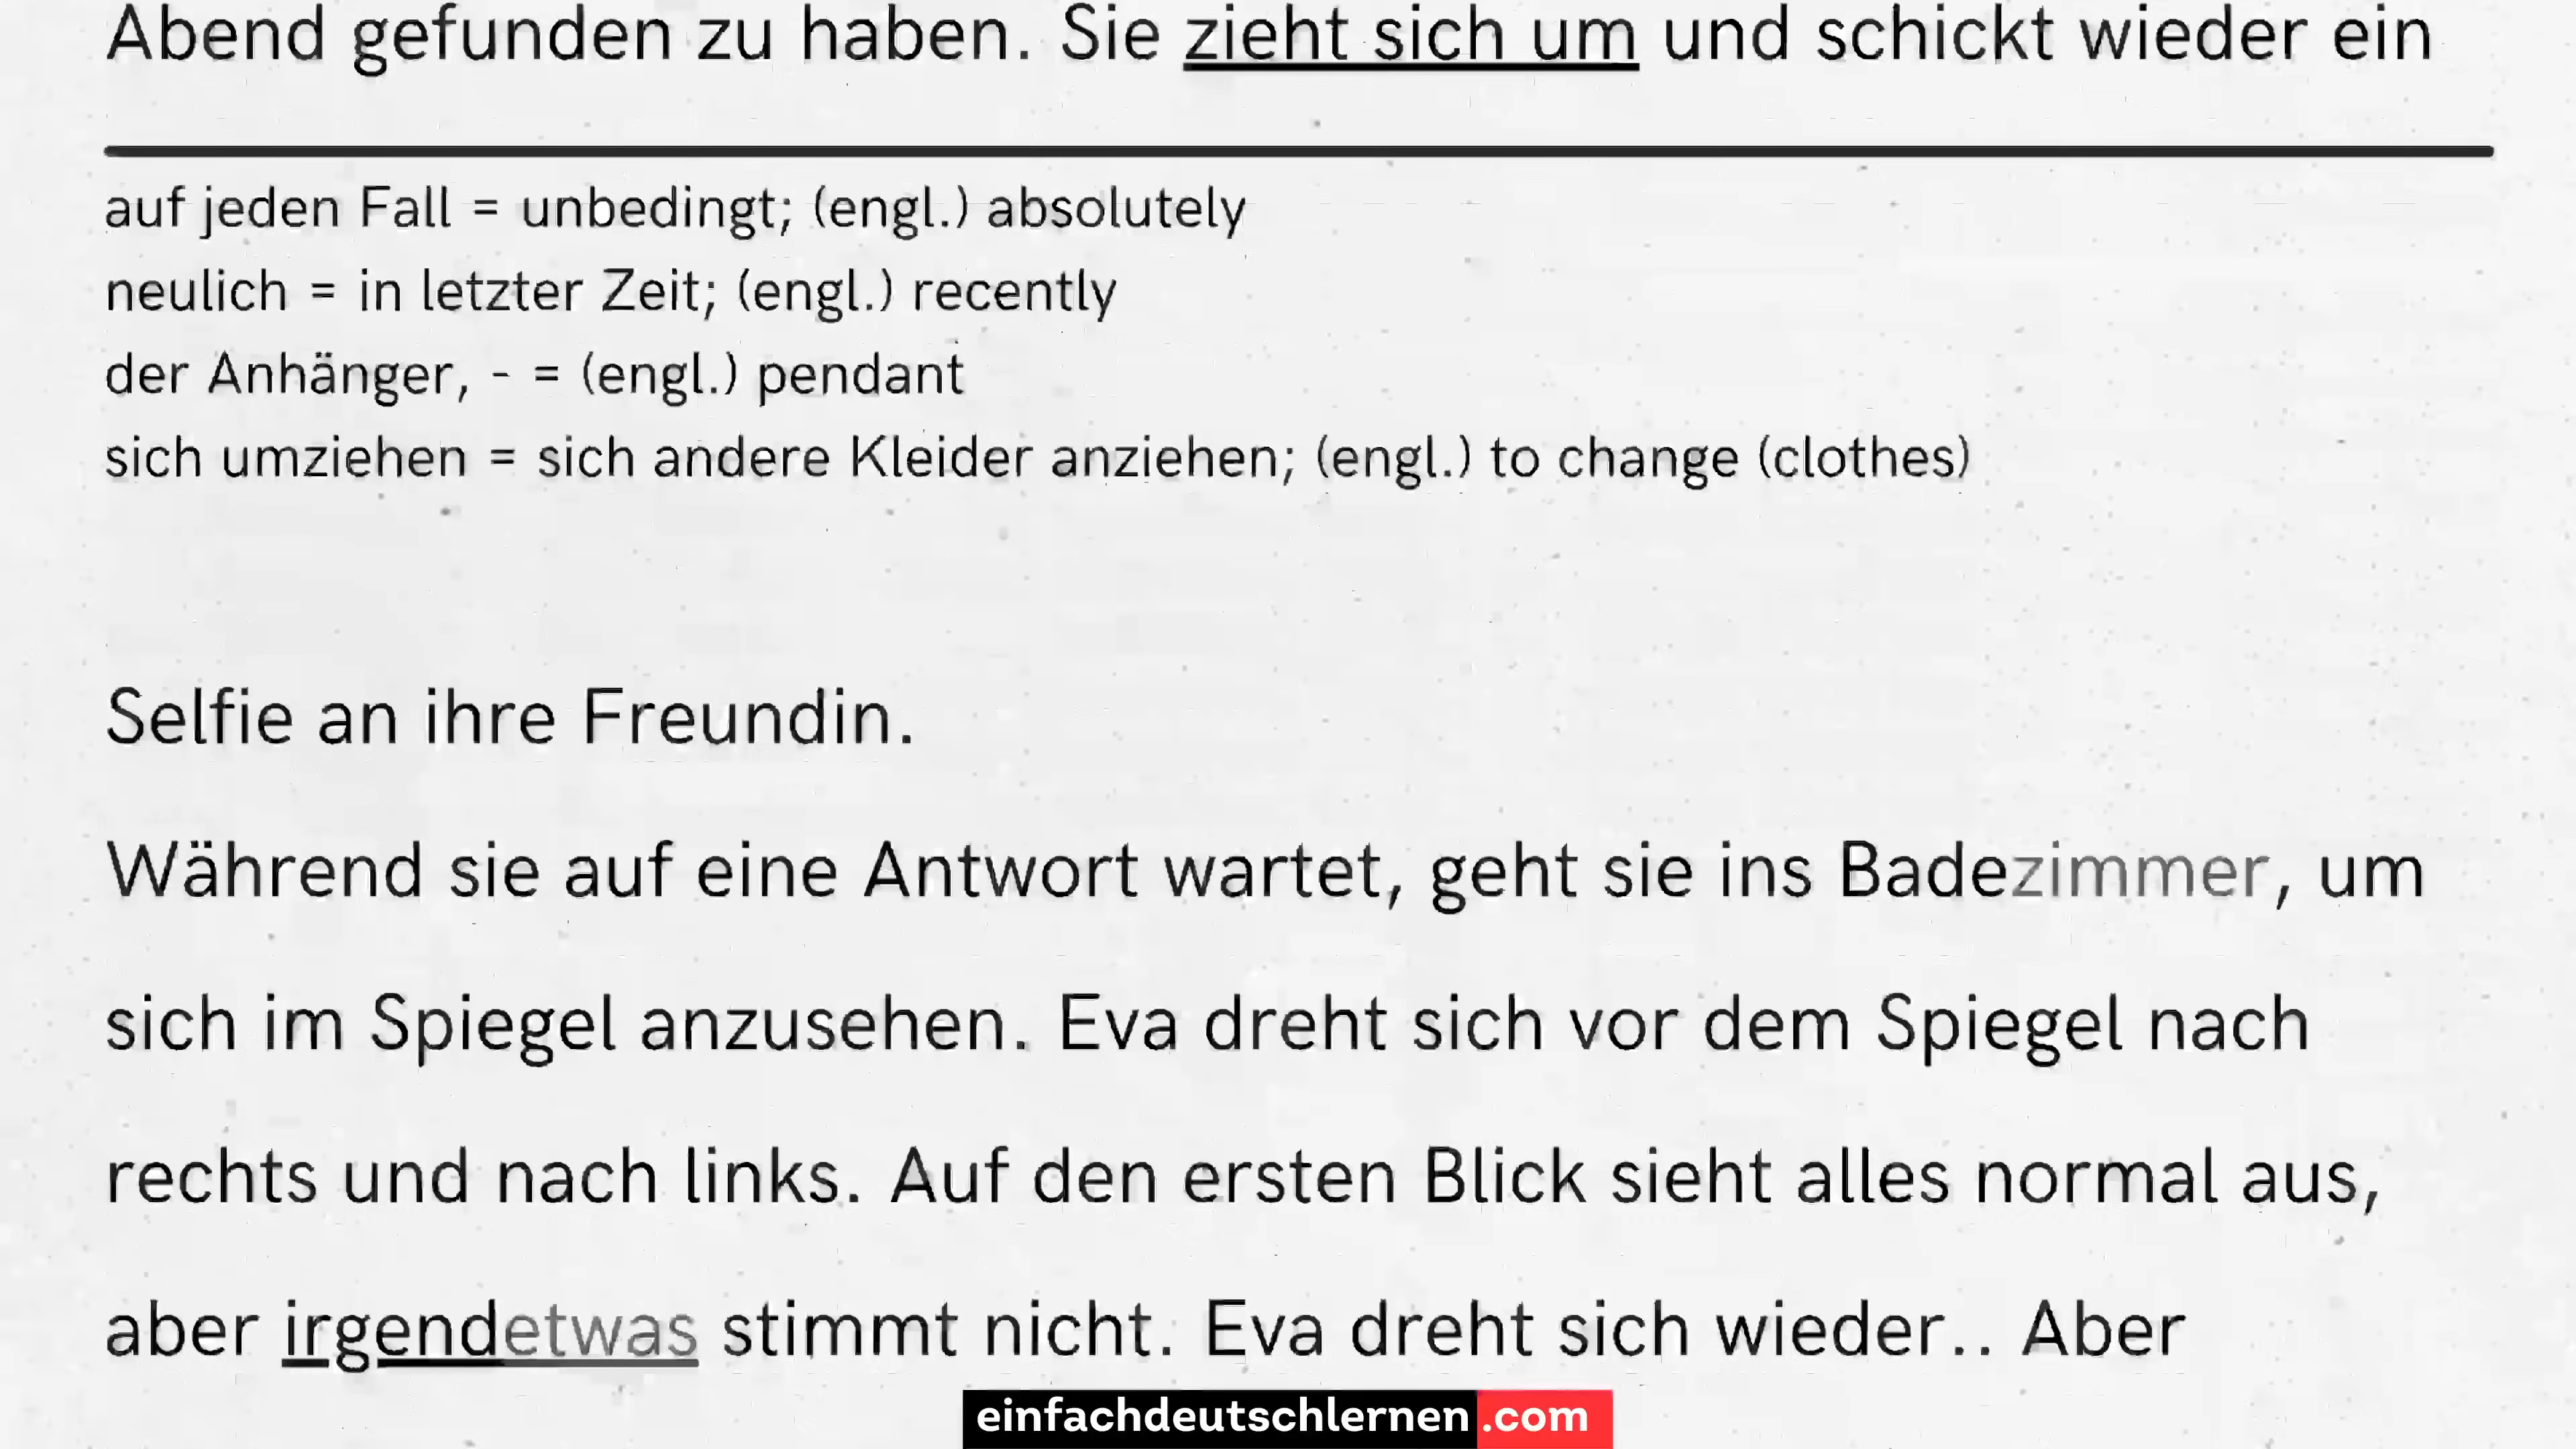 Abend gefunden zu haben. Sie zieht sich um und schickt wieder ein
auf jeden Fall = unbedingt; (engl.) absolutely
neulich = in letzter Zeit; (engl.) recently
der Anhänger, - = (engl.) pendant
sich umziehen = sich andere Kleider anziehen; (engl.) to change (clothes)
Selfie an ihre Freundin.
Während sie auf eine Antwort wartet, geht sie ins Badezimmer, um
sich im Spiegel anzusehen. Eva dreht sich vor dem Spiegel nach
rechts und nach links. Auf den ersten Blick sieht alles normal aus,
aber irgendetwas stimmt nicht. Eva dreht sich wieder.. Aber
einfachdeutschlernen.com